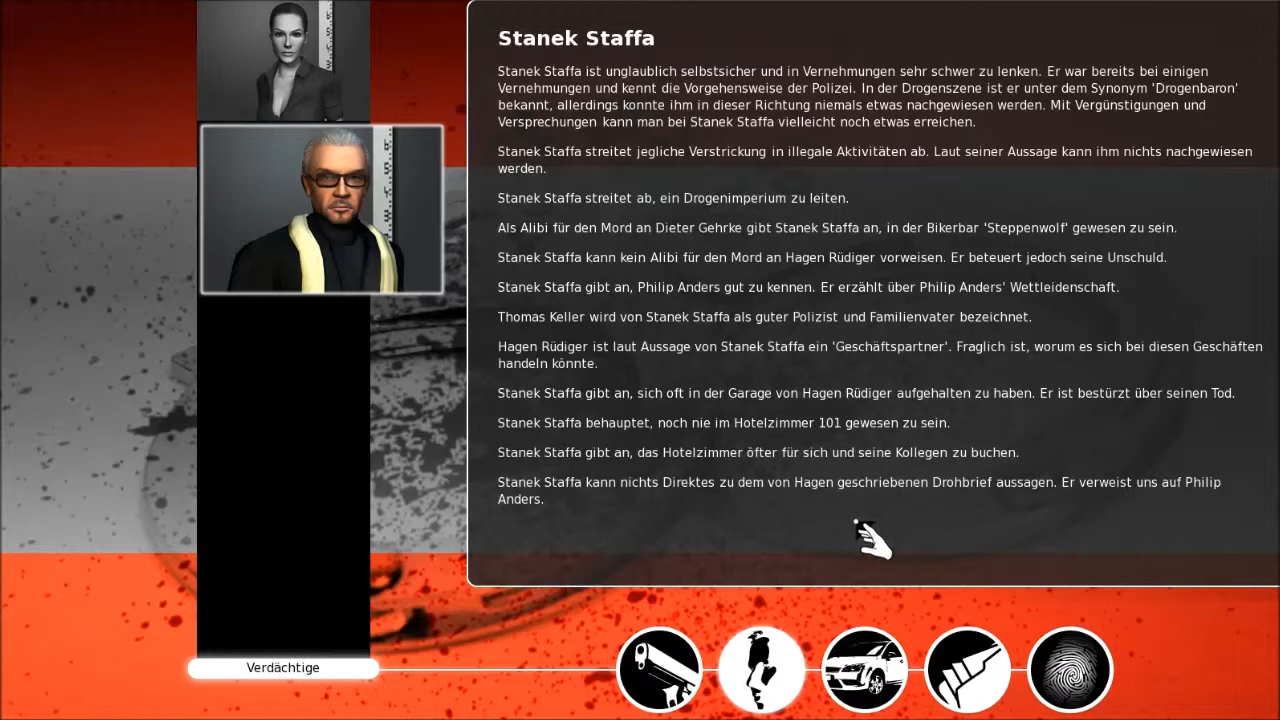 Stanek Staffa
Stanek Staffa ist unglaublich selbstsicher und in Vernehmungen sehr schwer zu lenken. Er war bereits bei einigen
Vernehmungen und kennt die Vorgehensweise der Polizei. In der Drogenszene ist er unter dem Synonym 'Drogenbaron'
bekannt, allerdings konnte ihm in dieser Richtung niemals etwas nachgewiesen werden. Mit Vergünstigungen und
Versprechungen kann man bei Stanek Staffa vielleicht noch etwas erreichen.
Stanek Staffa streitet jegliche Verstrickung in illegale Aktivitäten ab. Laut seiner Aussage kann ihm nichts nachgewiesen
werden.
Stanek Staffa streitet ab, ein Drogenimperium zu leiten.
Als Alibi für den Mord an Dieter Gehrke gibt Stanek Staffa an, in der Bikerbar 'Steppenwolf' gewesen zu sein.
Stanek Staffa kann kein Alibi für den Mord an Hagen Rüdiger vorweisen. Er beteuert jedoch seine Unschuld.
Stanek Staffa gibt an, Philip Anders gut zu kennen. Er erzählt über Philip Anders' Wettleidenschaft.
Thomas Keller wird von Stanek Staffa als guter Polizist und Familienvater bezeichnet.
Hagen Rüdiger ist laut Aussage von Stanek Staffa ein 'Geschäftspartner'. Fraglich ist, worum es sich bei diesen Geschäften
handeln könnte.
Stanek Staffa gibt an, sich oft in der Garage von Hagen Rüdiger aufgehalten zu haben. Er ist bestürzt über seinen Tod.
Stanek Staffa behauptet, noch nie im Hotelzimmer 101 gewesen zu sein.
Stanek Staffa gibt an, das Hotelzimmer öfter für sich und seine Kollegen zu buchen.
Stanek Staffa kann nichts Direktes zu dem von Hagen geschriebenen Drohbrief aussagen. Er verweist uns auf Philip
Anders.
Verdächtige